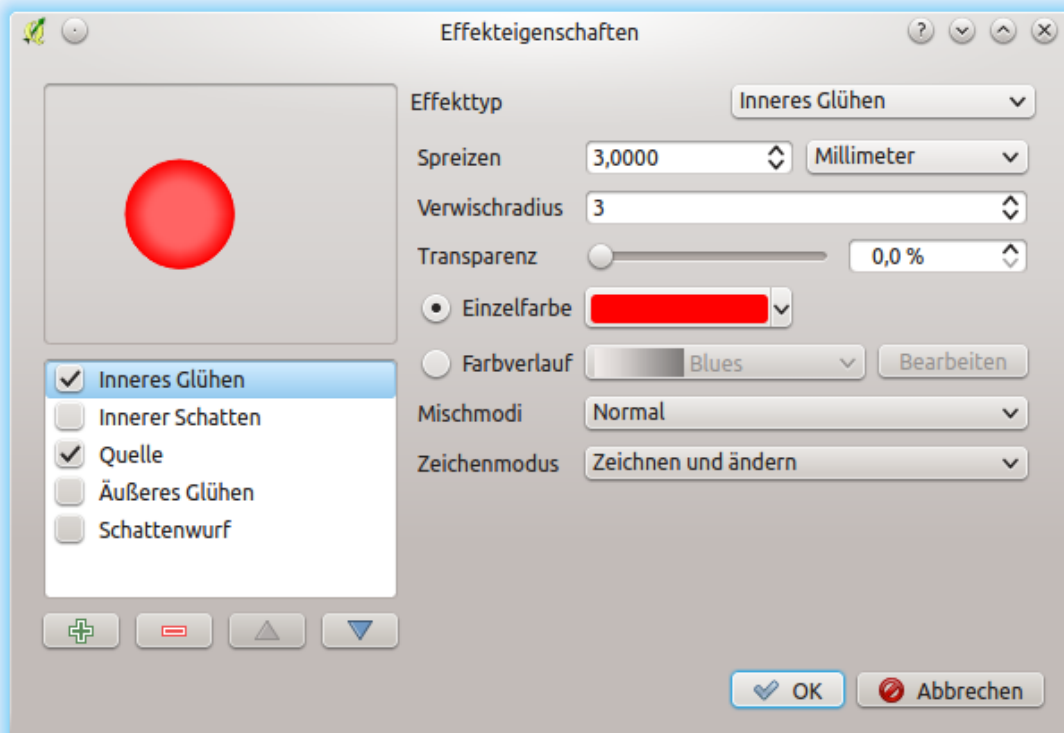 Effekteigenschaften
Effekttyp Inneres Glühen
Spreizen 3,0000 Millimeter
Verwischradius 3
Transparenz 0,0 %
Einzelfarbe
Farbverlauf Blues Bearbeiten
Mischmodi Normal
Zeichenmodus Zeichnen und ändern
Inneres Glühen
Innerer Schatten
Quelle
Äußeres Glühen
Schattenwurf
OK Abbrechen